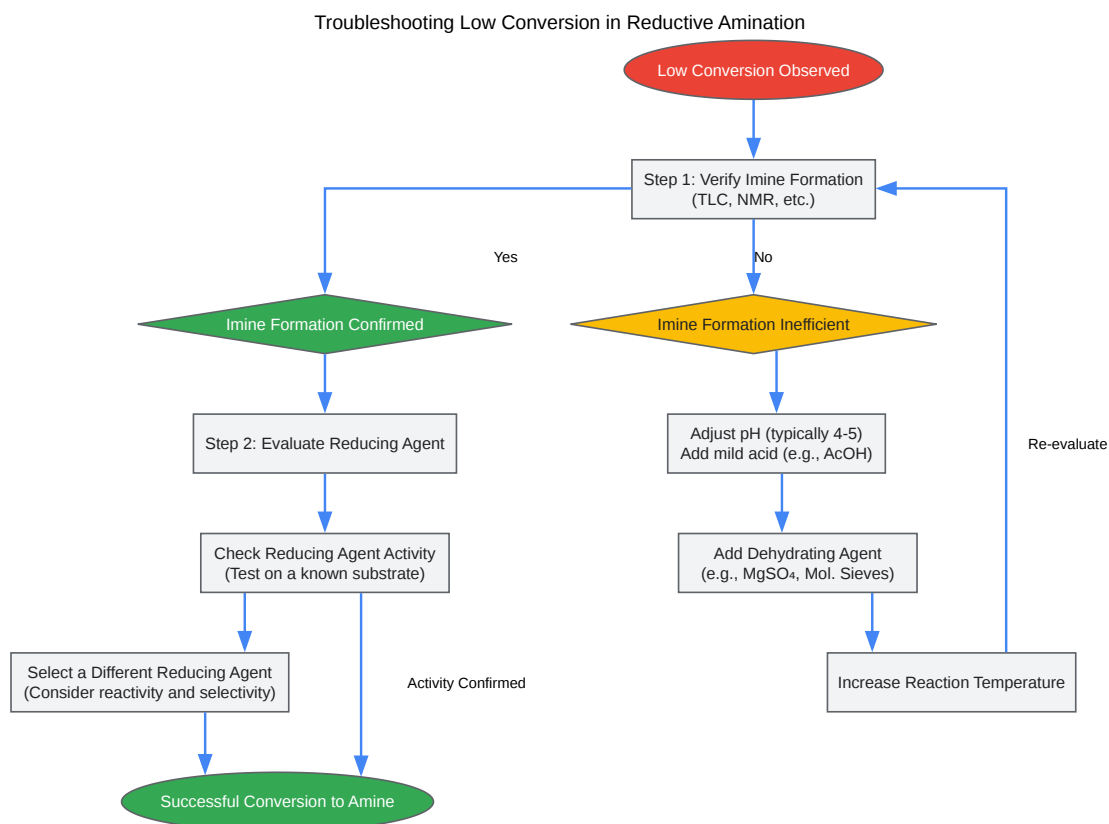 Troubleshooting Low Conversion in Reductive Amination
Low Conversion Observed
Step 1: Verify Imine Formation
(TLC, NMR, etc.)
Yes
No
Imine Formation Confirmed
Imine Formation Inefficient
Step 2: Evaluate Reducing Agent
Adjust pH (typically 4-5)
Add mild acid (e.g., AcOH)
Re-evaluate
Check Reducing Agent Activity
(Test on a known substrate)
Add Dehydrating Agent
(e.g., MgSO₄, Mol. Sieves)
Select a Different Reducing Agent
(Consider reactivity and selectivity)
Activity Confirmed
Increase Reaction Temperature
Successful Conversion to Amine